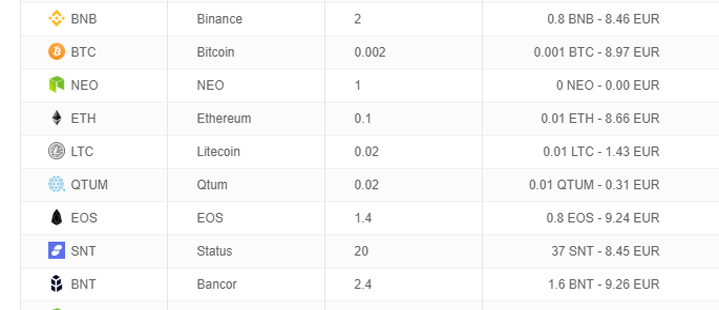 BNB Binance 2 0.8 BNB - 8.46 EUR
BTC Bitcoin 0.002 0.001 BTC - 8.97 EUR
NEO NEO 1 0 NEO - 0.00 EUR
ETH Ethereum 0.1 0.01 ETH - 8.66 EUR
LTC Litecoin 0.02 0.01 LTC - 1.43 EUR
QTUM Qtum 0.02 0.01 QTUM - 0.31 EUR
EOS EOS 1.4 0.8 EOS - 9.24 EUR
SNT Status 20 37 SNT - 8.45 EUR
BNT Bancor 2.4 1.6 BNT - 9.26 EUR